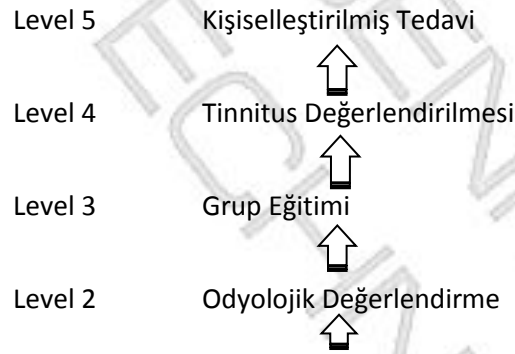 Level 5 Kişiselleştirilmiş Tedavi
Level 4 Tinnitus Değerlendirilmesi
Level 3 Grup Eğitimi
Level 2 Odyolojik Değerlendirme